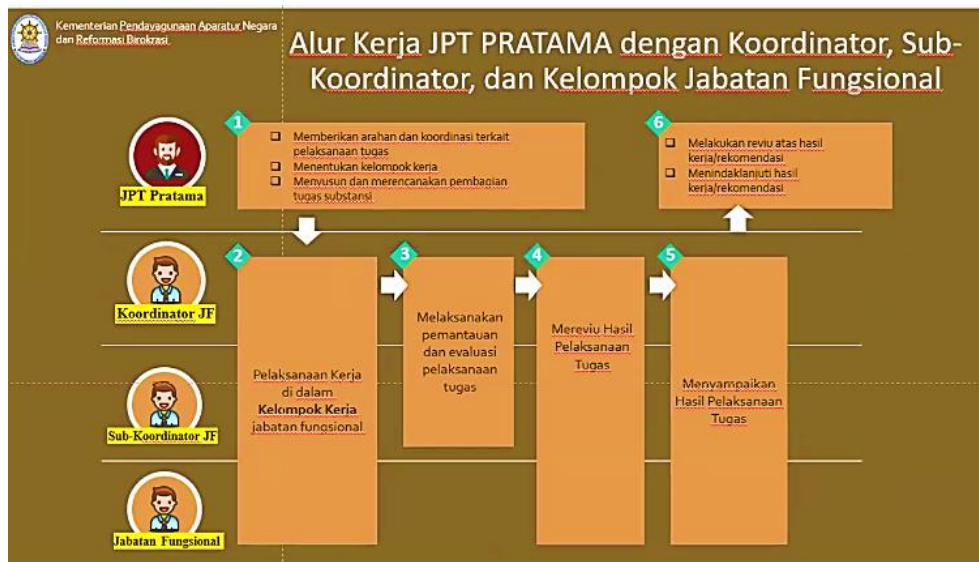 Kementerian Pendayagunaan Aparatur Negara
dan Reformasi Birokrasi
Alur Kerja JPT PRATAMA dengan Koordinator, Sub-
Koordinator, dan Kelompok Jabatan Fungsional
1
Memberikan arahan dan koordinasi terkait
pelaksanaan tugas
Menentukan kelompok kerja
Menyusun dan merencanakan pembagian
tugas substansi
6
Melakukan reviu atas hasil
kerja/rekomendasi
Menindaklanjuti hasil
kerja/rekomendasi
JPT Pratama
2
3
4
5
Koordinator JF
Pelaksanaan Kerja
di dalam
Kelompok Kerja
jabatan fungsional
Melaksanakan
pemantauan
dan evaluasi
pelaksanaan
tugas
Mereviu Hasil
Pelaksanaan
Tugas
Menyampaikan
Hasil Pelaksanaan
Tugas
Sub-Koordinator JF
Jabatan Fungsional